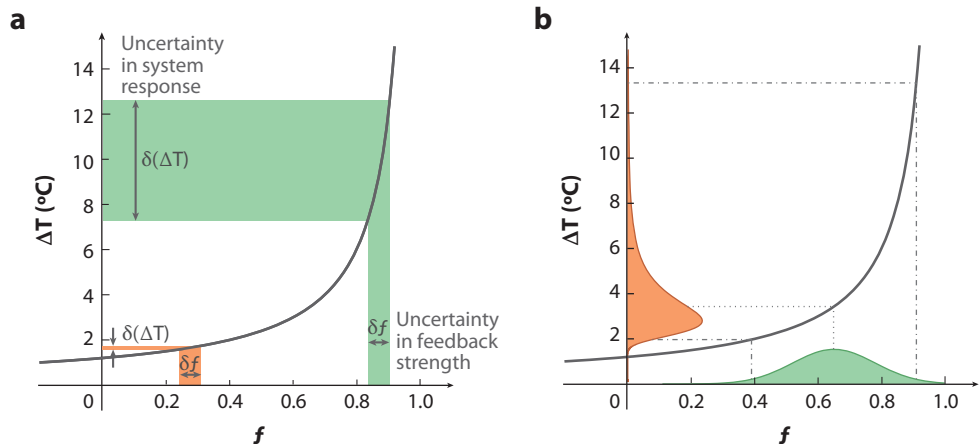 a
Uncertainty
in system
response
14
12
10
8
6
4
2
0
0.2
0.4
0.6
0.8
1.0
ΔT (ºC)
δ(ΔT)
δ(ΔT)
δf
δf
Uncertainty
in feedback
strength
f
b
14
12
10
8
6
4
2
0
0.2
0.4
0.6
0.8
1.0
ΔT (ºC)
f